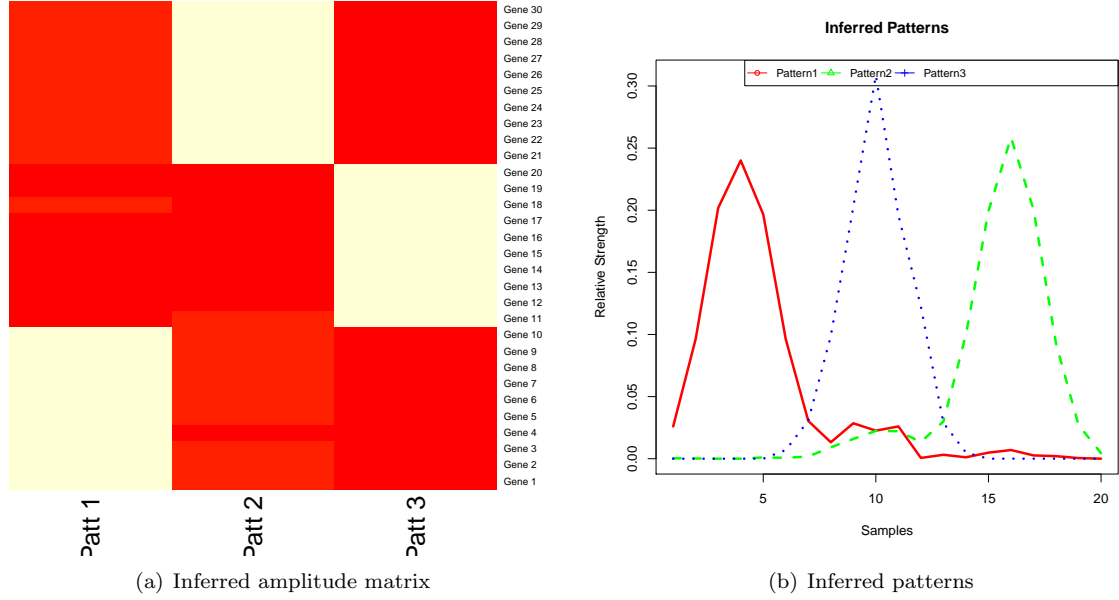 Gene 30
Gene 29
Gene 28
Gene 27
Gene 26
Gene 25
Gene 24
Gene 23
Gene 22
Gene 21
Gene 20
Gene 19
Gene 18
Gene 17
Gene 16
Gene 15
Gene 14
Gene 13
Gene 12
Gene 11
Gene 10
Gene 9
Gene 8
Gene 7
Gene 6
Gene 5
Gene 4
Gene 3
Gene 2
Gene 1
Patt 1
Patt 2
Patt 3
(a) Inferred amplitude matrix
Inferred Patterns
Pattern1 Pattern2 Pattern3
Relative Strength
0.30
0.25
0.20
0.15
0.10
0.05
0.00
5 10 15 20
Samples
(b) Inferred patterns